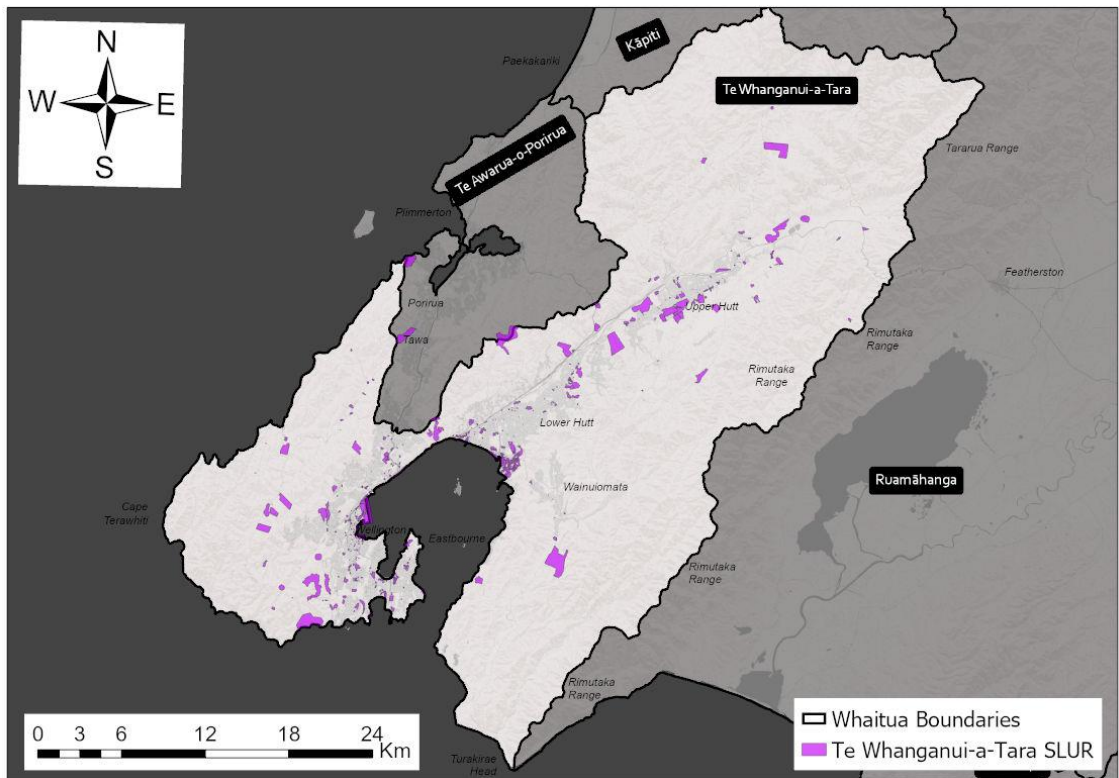 N
W E
S
Kāpiti
Paekakariki
Te Whanganui-a-Tara
Tararua Range
Te Awarua-o-Porirua
Piimmerton
Featherston
Porirua
Upper Hutt
Tawa
Rimutaka
Range
Rimutaka
Range
Lower Hutt
Ruamāhanga
Wainuiomata
Cape
Terawhiti
Wellington
Eastbourne
Rimutaka
Range
Rimutaka
Range
Turakirae
Head
0 3 6 12 18 24
Km
Whaitua Boundaries
Te Whanganui-a-Tara SLUR